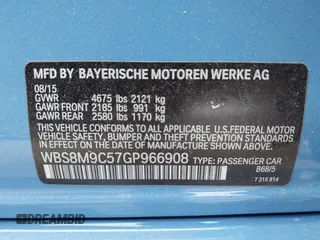 MFD BY BAYERISCHE MOTOREN WERKE AG
08/15
GVWR 4675 lbs 2121 kg
GAWR FRONT 2185 lbs 991 kg
GAWR REAR 2580 lbs 1170 kg
THIS VEHICLE CONFORMS TO ALL APPLICABLE U.S. FEDERAL MOTOR
VEHICLE SAFETY, BUMPER AND THEFT PREVENTION STANDARDS
IN EFFECT ON THE DATE OF MANUFACTURE SHOWN ABOVE.
WBS8M9C57GP966908 TYPE: PASSENGER CAR
B68/5
7 315 814